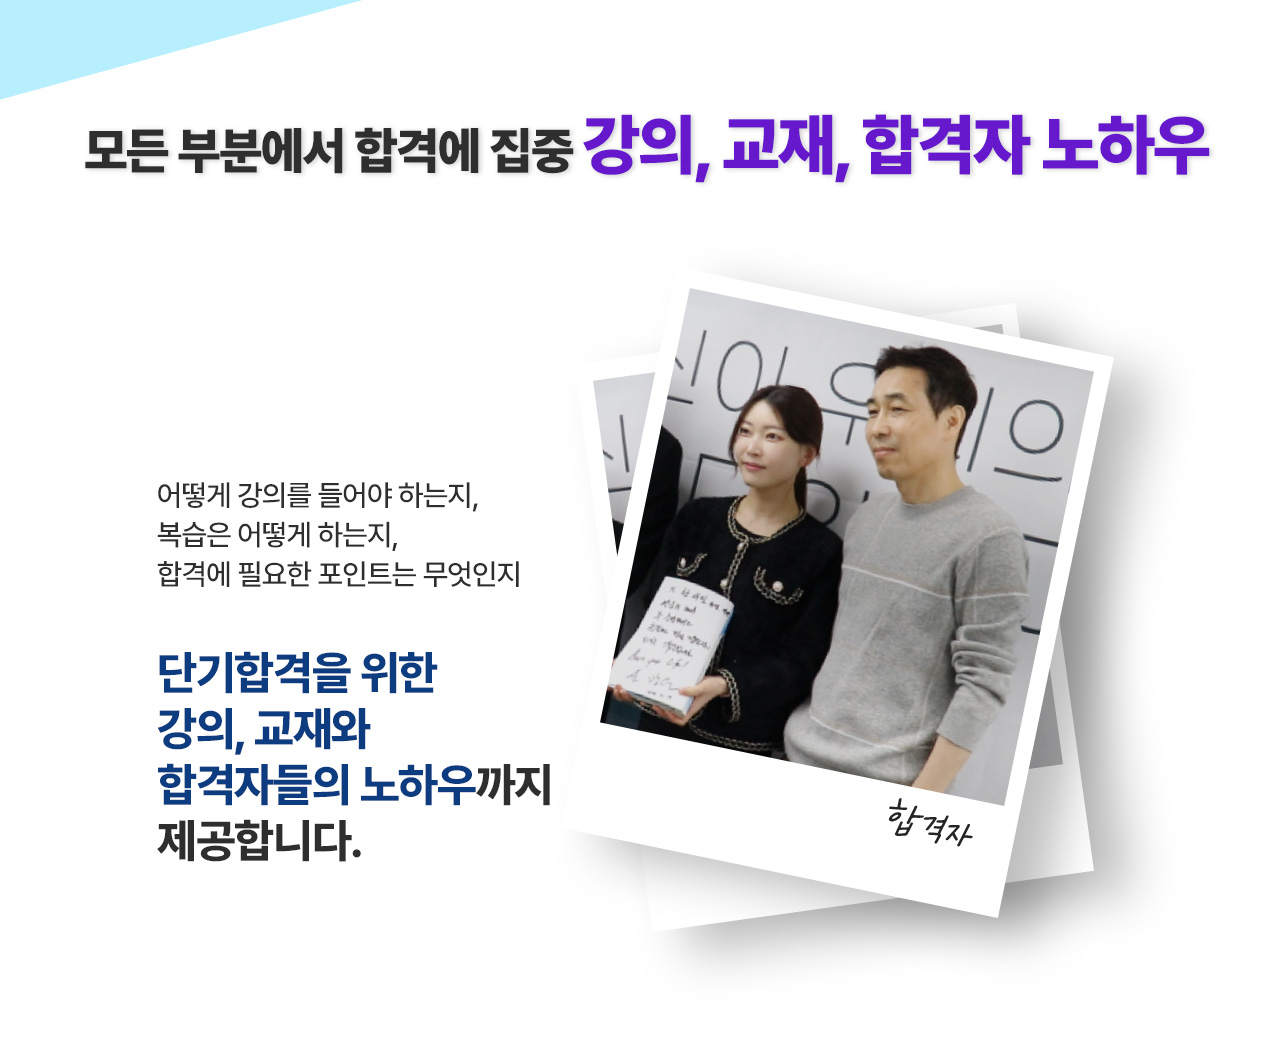 모든 부분에서 합격에 집중 강의, 교재, 합격자 노하우
어떻게 강의를 들어야 하는지,
복습은 어떻게 하는지,
합격에 필요한 포인트는 무엇인지
단기합격을 위한
강의, 교재와
합격자들의 노하우까지
제공합니다.
합격자